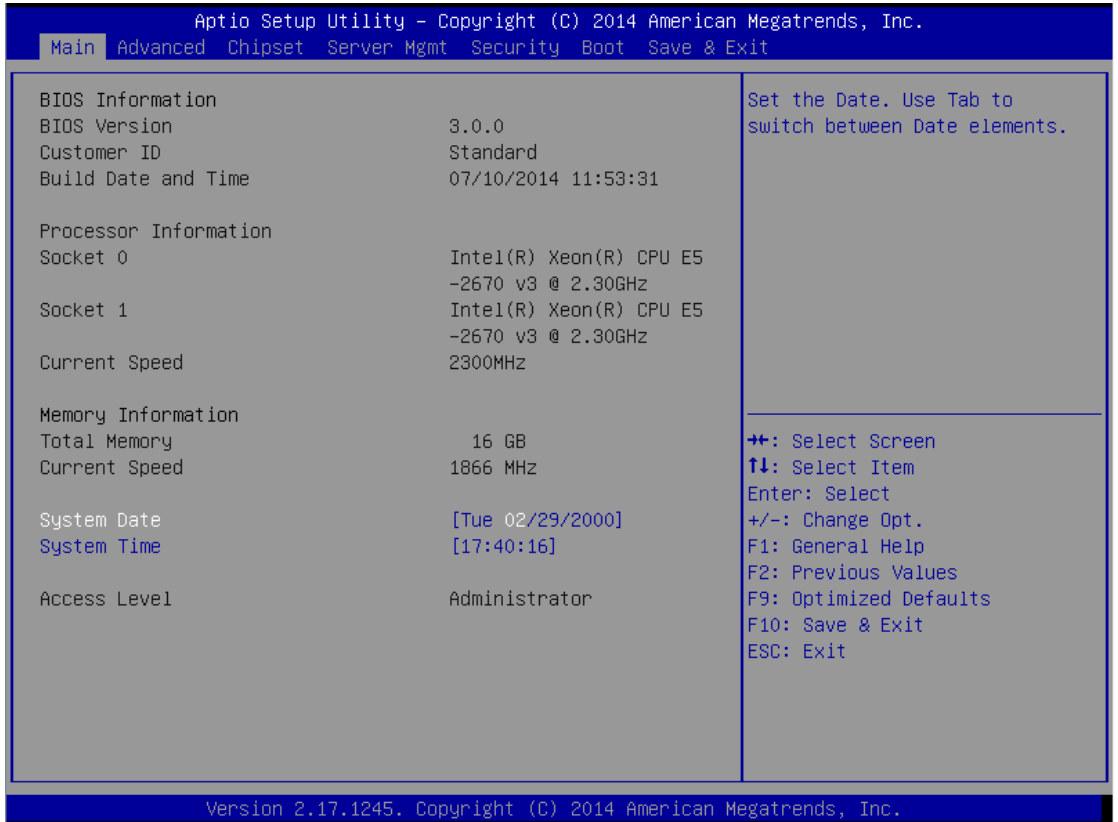 Aptio Setup Utility – Copyright (C) 2014 American Megatrends, Inc.
Main Advanced Chipset Server Mgmt Security Boot Save & Exit
BIOS Information
BIOS Version 3.0.0
Customer ID Standard
Build Date and Time 07/10/2014 11:53:31
Processor Information
Socket 0 Intel(R) Xeon(R) CPU E5
-2670 v3 @ 2.30GHz
Socket 1 Intel(R) Xeon(R) CPU E5
-2670 v3 @ 2.30GHz
Current Speed 2300MHz
Memory Information
Total Memory 16 GB
Current Speed 1866 MHz
System Date [Tue 02/29/2000]
System Time [17:40:16]
Access Level Administrator
Set the Date. Use Tab to
switch between Date elements.
→←: Select Screen
↑↓: Select Item
Enter: Select
+/-: Change Opt.
F1: General Help
F2: Previous Values
F9: Optimized Defaults
F10: Save & Exit
ESC: Exit
Version 2.17.1245. Copyright (C) 2014 American Megatrends, Inc.